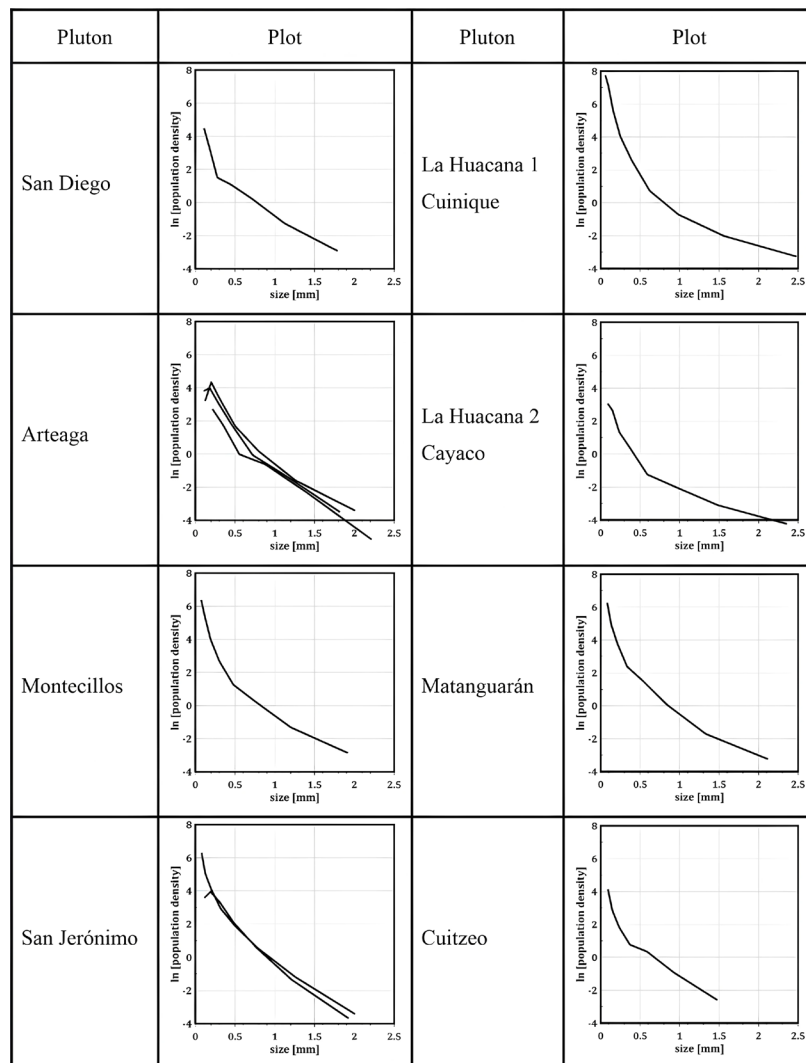 Pluton Plot Pluton Plot
San Diego
ln [population density]
8
6
4
2
0
-2
-4
0 0.5 1 1.5 2 2.5
size [mm]
La Huacana 1
Cuinique
ln [population density]
8
6
4
2
0
-2
-4
0 0.5 1 1.5 2 2.5
size [mm]
Arteaga
ln [population density]
8
6
4
2
0
-2
-4
0 0.5 1 1.5 2 2.5
size [mm]
La Huacana 2
Cayaco
ln [population density]
8
6
4
2
0
-2
-4
0 0.5 1 1.5 2 2.5
size [mm]
Montecillos
ln [population density]
8
6
4
2
0
-2
-4
0 0.5 1 1.5 2 2.5
size [mm]
Matanguarán
ln [population density]
8
6
4
2
0
-2
-4
0 0.5 1 1.5 2 2.5
size [mm]
San Jerónimo
ln [population density]
8
6
4
2
0
-2
-4
0 0.5 1 1.5 2 2.5
size [mm]
Cuitzeo
ln [population density]
8
6
4
2
0
-2
-4
0 0.5 1 1.5 2 2.5
size [mm]